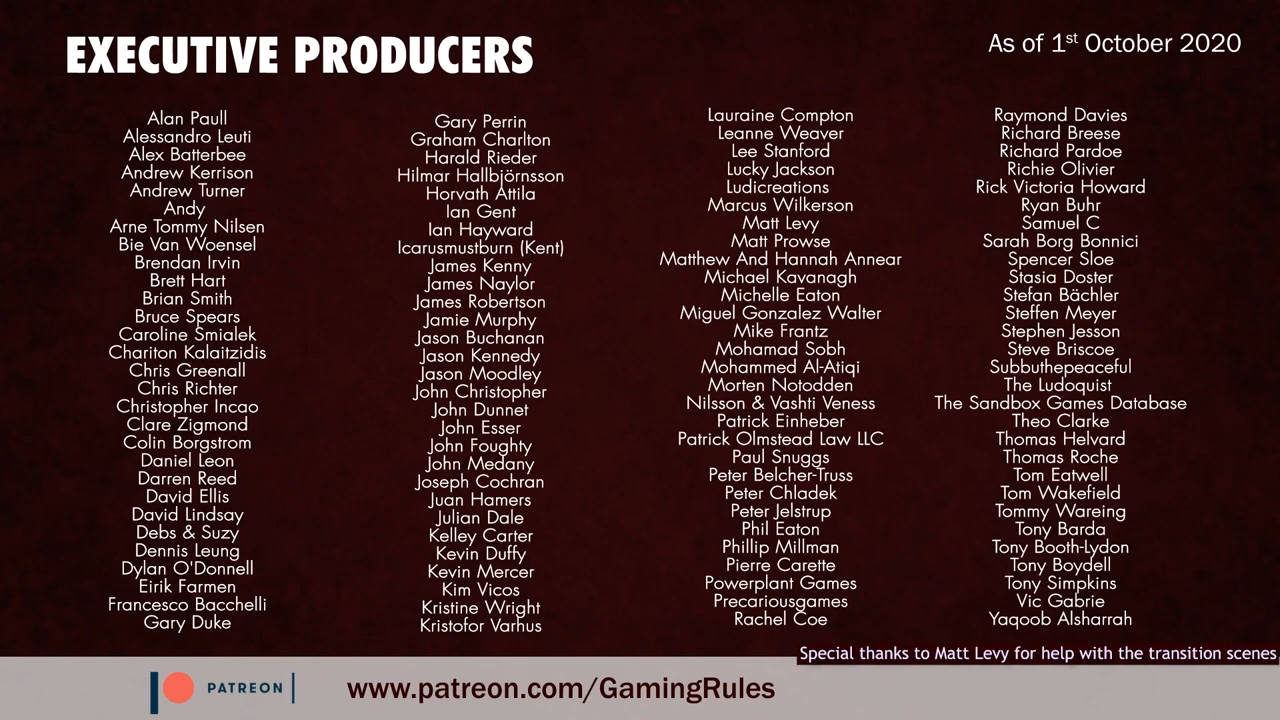 EXECUTIVE PRODUCERS
As of 1st October 2020
Alan Paull
Alessandro Leuti
Alex Batterbee
Andrew Kerrison
Andrew Turner
Andy
Arne Tommy Nilsen
Bie Van Woensel
Brendan Irvin
Brett Hart
Brian Smith
Bruce Spears
Caroline Smialek
Chariton Kalaitzidis
Chris Greenall
Chris Richter
Christopher Incao
Clare Zigmond
Colin Borgstrom
Daniel Leon
Darren Reed
David Ellis
David Lindsay
Debs & Suzy
Dennis Leung
Dylan O'Donnell
Eirik Farmen
Francesco Bacchelli
Gary Duke
Gary Perrin
Graham Charlton
Harald Rieder
Hilmar Hallbjörnsson
Horvath Attila
Ian Gent
Ian Hayward
Icarusmustburn (Kent)
James Kenny
James Naylor
James Robertson
Jamie Murphy
Jason Buchanan
Jason Kennedy
Jason Moodley
John Christopher
John Dunnet
John Esser
John Foughty
John Medany
Joseph Cochran
Juan Hamers
Julian Dale
Kelley Carter
Kevin Duffy
Kevin Mercer
Kim Vicos
Kristine Wright
Kristofor Varhus
Lauraine Compton
Leanne Weaver
Lee Stanford
Lucky Jackson
Ludicreations
Marcus Wilkerson
Matt Levy
Matt Prowse
Matthew And Hannah Annear
Michael Kavanagh
Michelle Eaton
Miguel Gonzalez Walter
Mike Frantz
Mohamad Sobh
Mohammed Al-Atiqi
Morten Notodden
Nilsson & Vashti Veness
Patrick Einheber
Patrick Olmstead Law LLC
Paul Snuggs
Peter Belcher-Truss
Peter Chladek
Peter Jelstrup
Phil Eaton
Phillip Millman
Pierre Carette
Powerplant Games
Precariousgames
Rachel Coe
Raymond Davies
Richard Breese
Richard Pardoe
Richie Olivier
Rick Victoria Howard
Ryan Buhr
Samuel C
Sarah Borg Bonnici
Spencer Sloe
Stasia Doster
Stefan Bächler
Steffen Meyer
Stephen Jesson
Steve Briscoe
Subbuthepeaceful
The Ludoquist
The Sandbox Games Database
Theo Clarke
Thomas Helvard
Thomas Roche
Tom Eatwell
Tom Wakefield
Tommy Wareing
Tony Barda
Tony Booth-Lydon
Tony Boydell
Tony Simpkins
Vic Gabrie
Yaqoob Alsharrah
Special thanks to Matt Levy for help with the transition scenes
PATREON
www.patreon.com/GamingRules